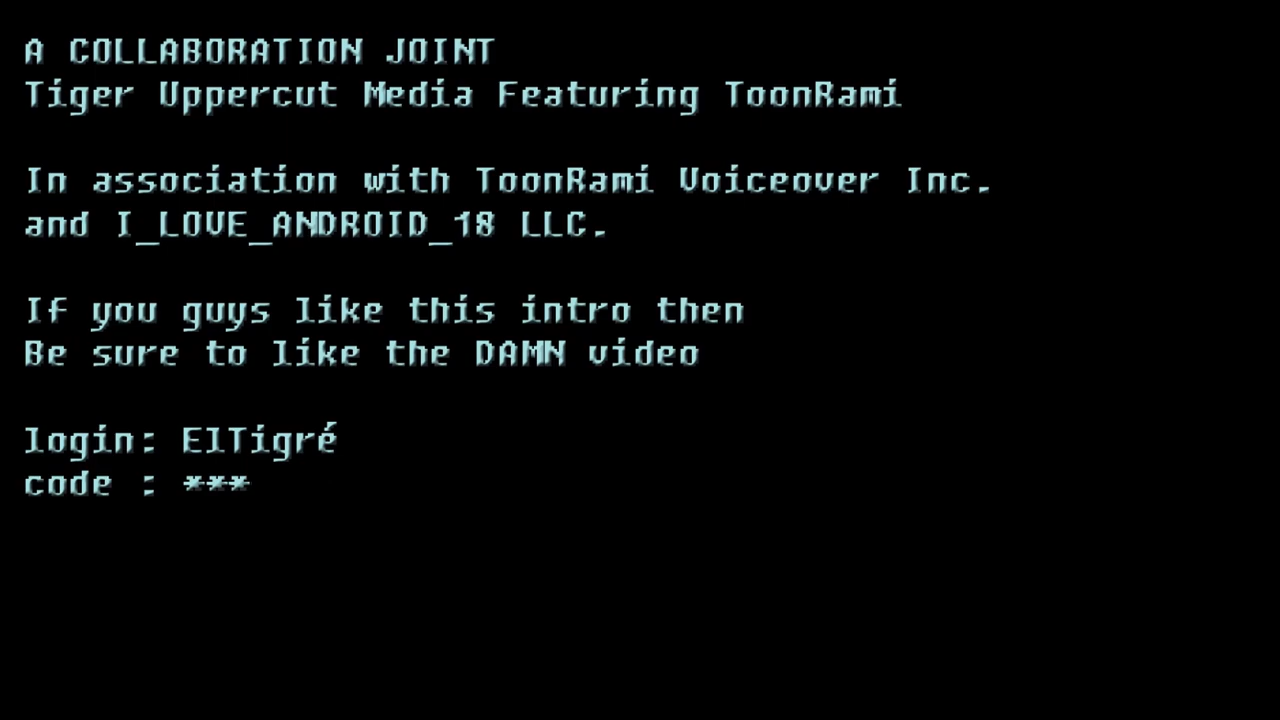 A COLLABORATION JOINT
Tiger Uppercut Media Featuring ToonRami
In association with ToonRami Voiceover Inc.
and I_LOVE_ANDROID_18 LLC.
If you guys like this intro then
Be sure to like the DAMN video
login: ElTigré
code : ***